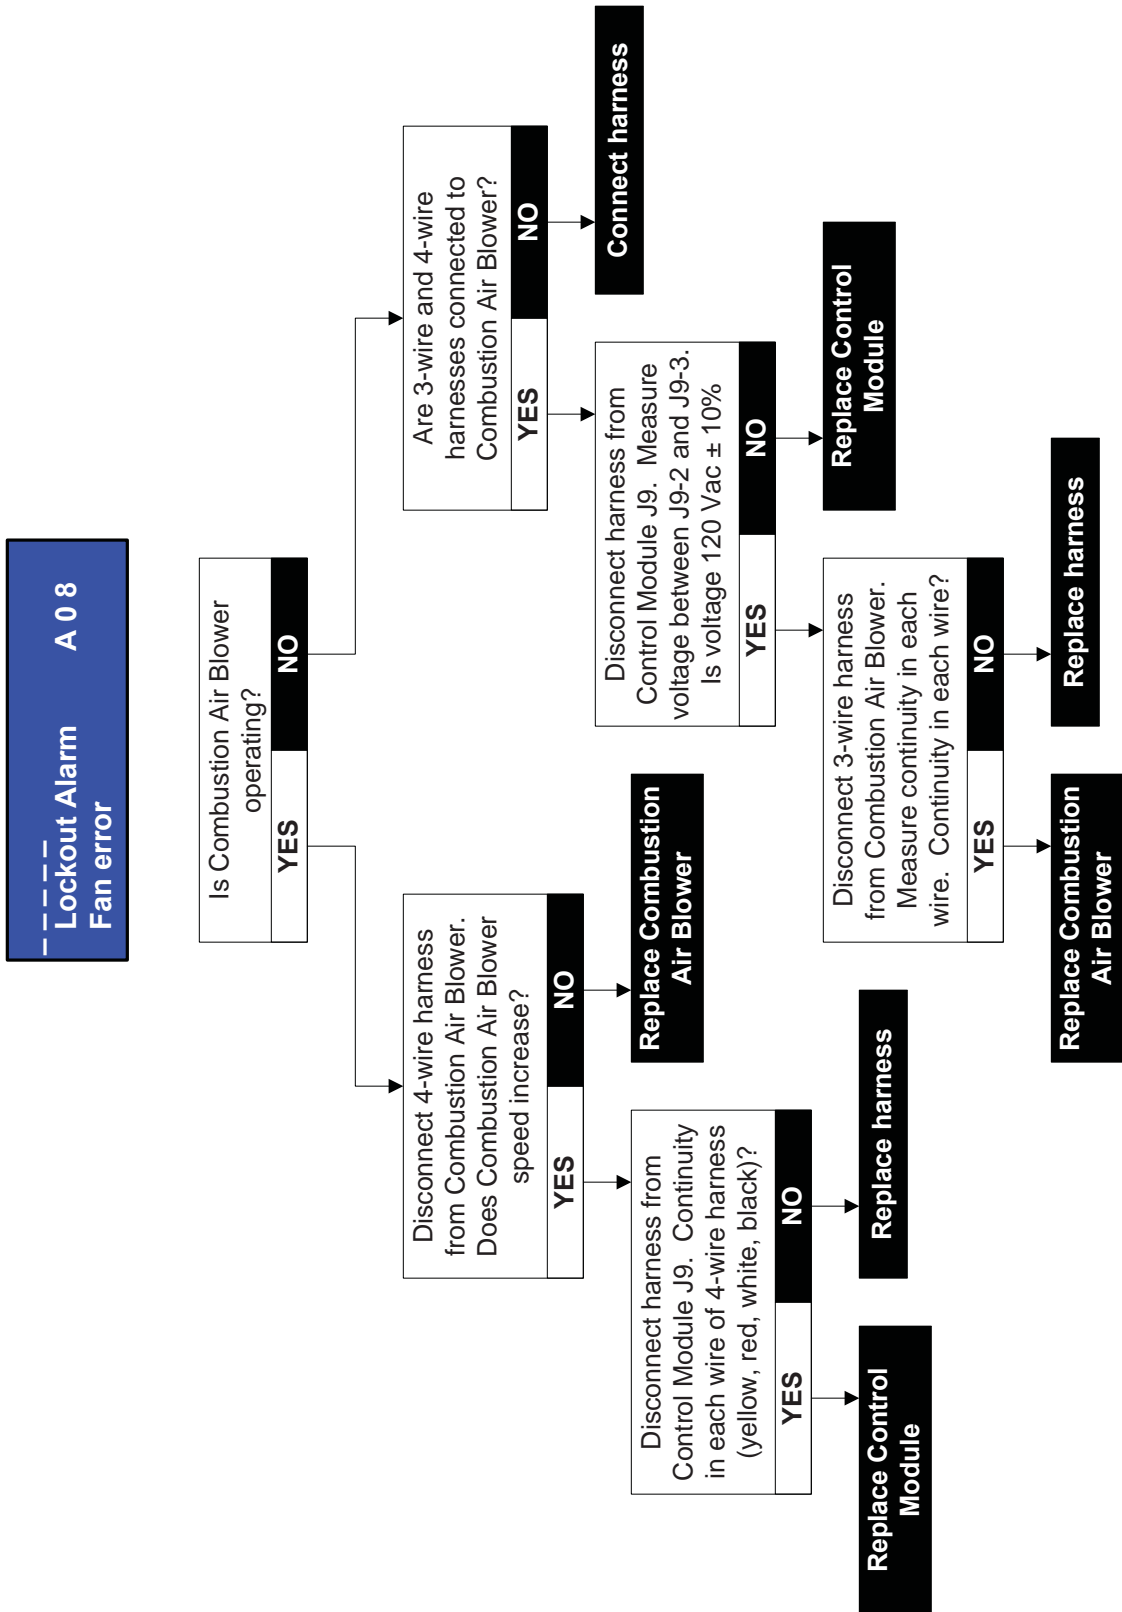 Lockout Alarm A 0 8
Fan error
Is Combustion Air Blower
operating?
YES NO
Disconnect 4-wire harness
from Combustion Air Blower.
Does Combustion Air Blower
speed increase?
YES NO
Are 3-wire and 4-wire
harnesses connected to
Combustion Air Blower?
YES NO
Connect harness
Disconnect harness from
Control Module J9. Measure
voltage between J9-2 and J9-3.
Is voltage 120 Vac ± 10%
YES NO
Replace Combustion
Air Blower
Disconnect harness from
Control Module J9. Continuity
in each wire of 4-wire harness
(yellow, red, white, black)?
YES NO
Replace Control
Module
Disconnect 3-wire harness
from Combustion Air Blower.
Measure continuity in each
wire. Continuity in each wire?
YES NO
Replace Control
Module
Replace harness
Replace Combustion
Air Blower
Replace harness